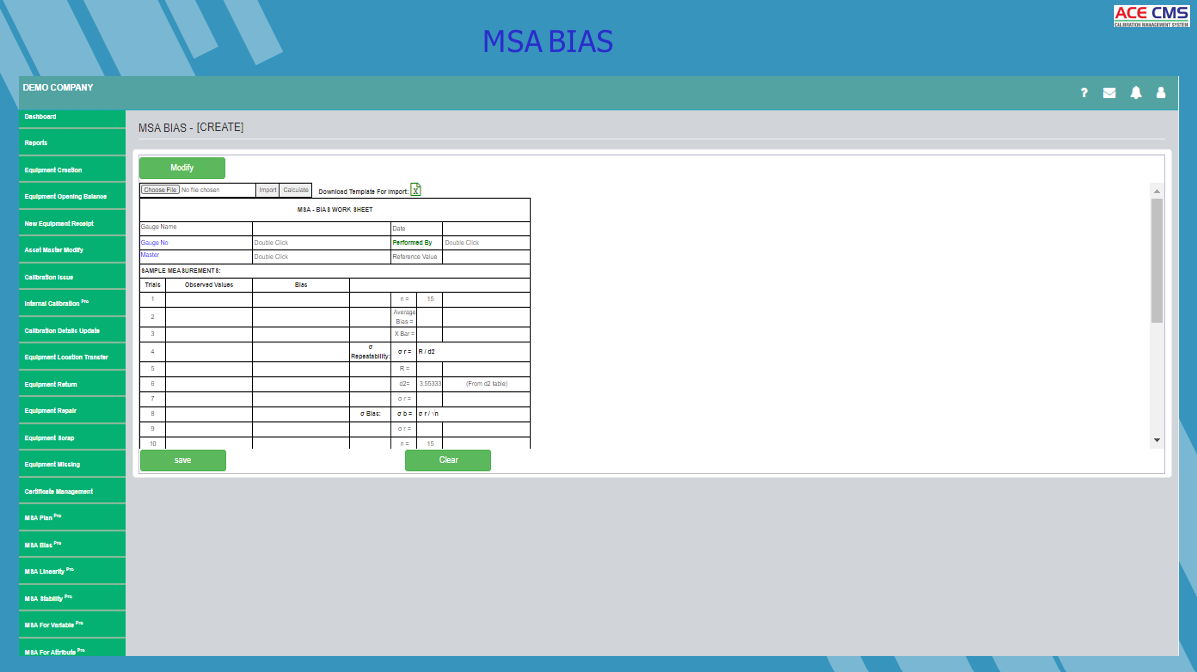 ACE CMS
CALIBRATION MANAGEMENT SYSTEM
MSA BIAS
DEMO COMPANY
?
Dashboard
Reports
Equipment Creation
Equipment Opening Balance
New Equipment Receipt
Asset Master Modify
Calibration Issue
Internal Calibration Pro
Calibration Details Update
Equipment Location Transfer
Equipment Return
Equipment Repair
Equipment Scrap
Equipment Missing
Certificate Management
MSA Plan Pro
MSA Bias Pro
MSA Linearity Pro
MSA Stability Pro
MSA For Variable Pro
MSA For Attribute Pro
MSA BIAS - [CREATE]
Modify
Choose File No file chosen Import Calculate Download Template For Import:
MSA - BIAS WORK SHEET
Gauge Name Date
Gauge No Double Click Performed By Double Click
Master Double Click Reference Value
SAMPLE MEASUREMENTS:
Trials Observed Values Bias
1 n = 15
2 Average Bias =
3 X Bar =
4 σ Repeatability: σ r = R / d2
5 R =
6 d2= 3.55333 (From d2 table)
7 σ r =
8 σ Bias: σ b = σ r / √n
9 σ r =
10 n = 15
save Clear